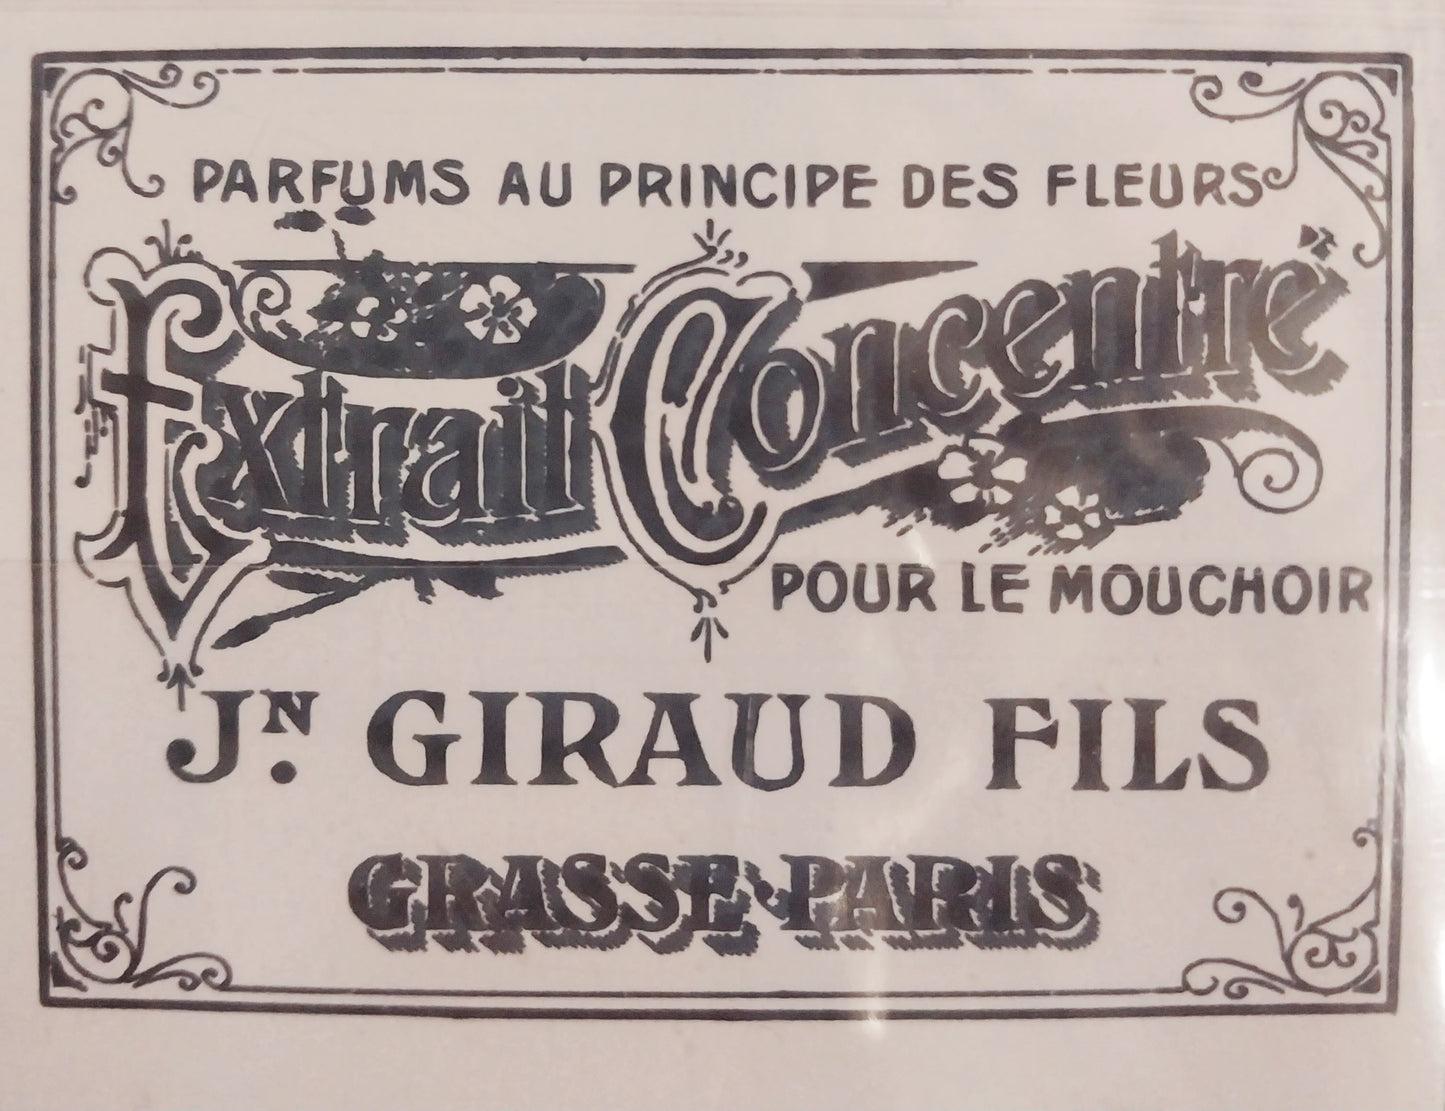 PARFUMS AU PRINCIPE DES FLEURS
Extrait Concentré
POUR LE MOUCHOIR
JN. GIRAUD FILS
GRASSE-PARIS